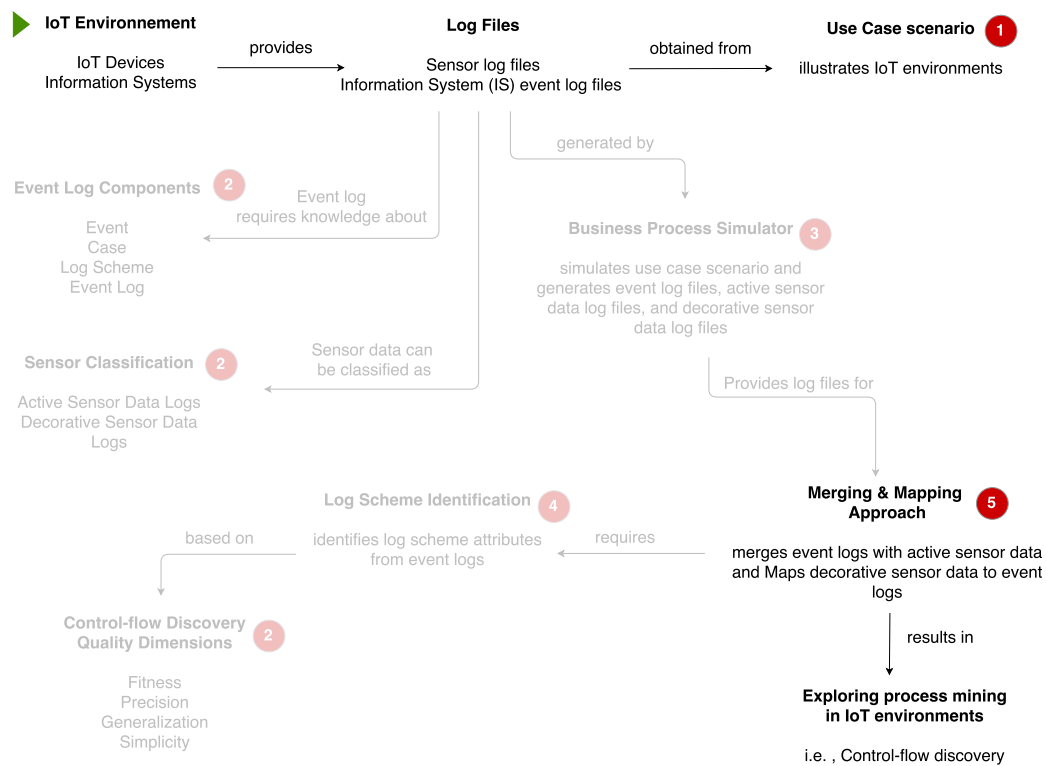 IoT Environnement
IoT Devices
Information Systems
provides
Log Files
Sensor log files
Information System (IS) event log files
obtained from
Use Case scenario
1
illustrates IoT environments
generated by
Event Log Components
2
Event
Case
Log Scheme
Event Log
Event log
requires knowledge about
Business Process Simulator
3
simulates use case scenario and
generates event log files, active sensor
data log files, and decorative sensor
data log files
Sensor Classification
2
Active Sensor Data Logs
Decorative Sensor Data
Logs
Sensor data can
be classified as
Provides log files for
Merging & Mapping
Approach
5
merges event logs with active sensor data
and Maps decorative sensor data to event
logs
requires
Log Scheme Identification
4
identifies log scheme attributes
from event logs
based on
Control-flow Discovery
Quality Dimensions
2
Fitness
Precision
Generalization
Simplicity
results in
Exploring process mining
in IoT environments
i.e. , Control-flow discovery